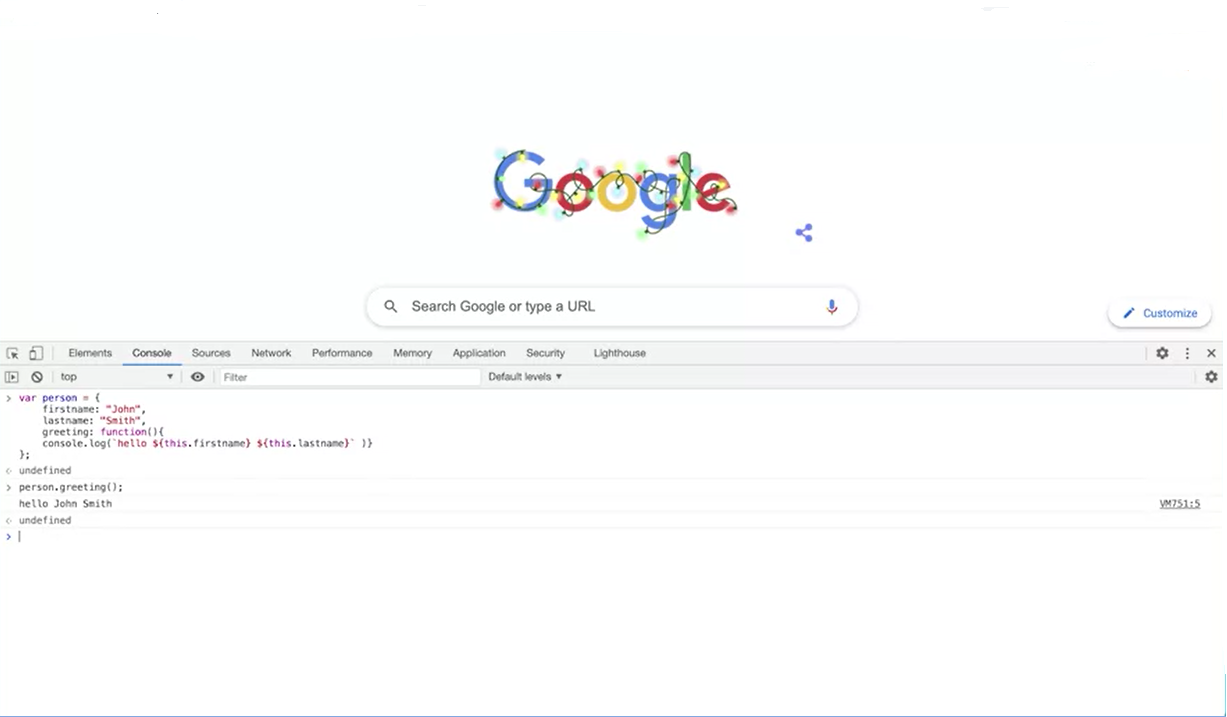 Google
Search Google or type a URL
Customize
Elements Console Sources Network Performance Memory Application Security Lighthouse
top Filter Default levels
var person = {
firstname: "John",
lastname: "Smith",
greeting: function(){
console.log(`hello ${this.firstname} ${this.lastname}` )}
};
undefined
person.greeting();
hello John Smith VM751:5
undefined